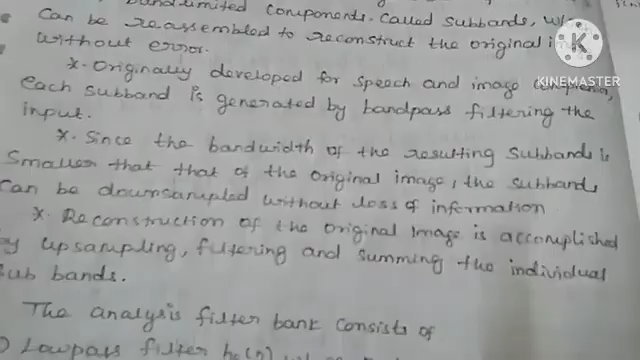 bandlimited components. Called Subbands,
Can be reassembled to reconstruct the original
without error.
*. Originally developed for Speech and image
each subband is generated by bandpass filtering the
input.
*. Since the bandwidth of the resulting Subbands is
Smaller that that of the original image, the subbands
Can be downsampled without loss of information
*. Reconstruction of the original Image is accomplished
by upsampling, filtering and summing the individual
Sub bands.
The analysis filter bank consists of
Lowpass filter h0(n)
KINEMASTER